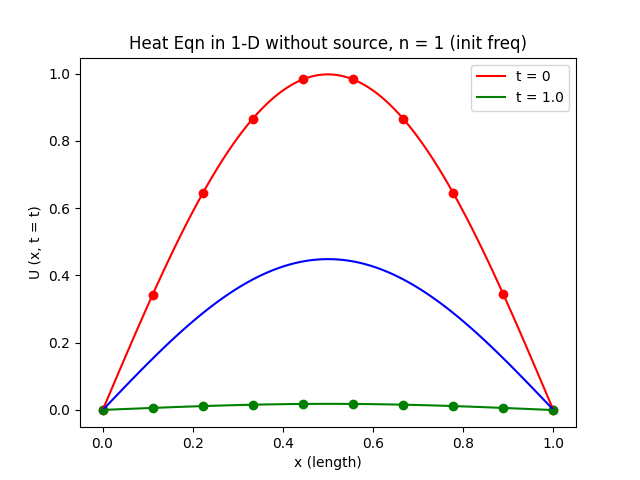 Heat Eqn in 1-D without source, n = 1 (init freq)
t = 0
t = 1.0
1.0
0.8
0.6
0.4
0.2
0.0
U (x, t = t)
0.0 0.2 0.4 0.6 0.8 1.0
x (length)